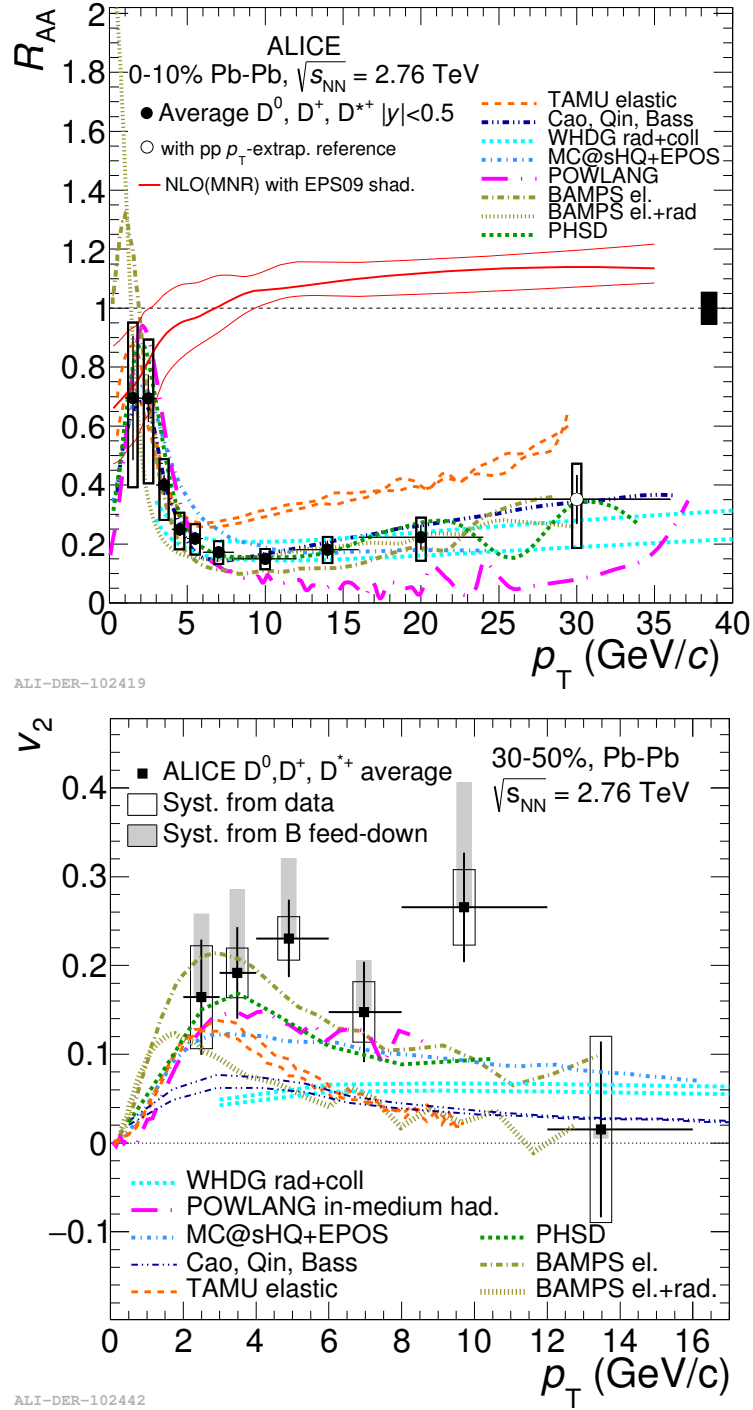 R_AA
2
1.8
1.6
1.4
1.2
1
0.8
0.6
0.4
0.2
0
ALICE
0-10% Pb-Pb, √s_NN = 2.76 TeV
Average D⁰, D⁺, D*⁺ |y|<0.5
with pp p_T-extrap. reference
NLO(MNR) with EPS09 shad.
TAMU elastic
Cao, Qin, Bass
WHDG rad+coll
MC@sHQ+EPOS
POWLANG
BAMPS el.
BAMPS el.+rad
PHSD
0 5 10 15 20 25 30 35 40
p_T (GeV/c)
ALI-DER-102419
v_2
0.4
0.3
0.2
0.1
0
−0.1
ALICE D⁰,D⁺, D*⁺ average
Syst. from data
Syst. from B feed-down
30-50%, Pb-Pb
√s_NN = 2.76 TeV
WHDG rad+coll
POWLANG in-medium had.
MC@sHQ+EPOS
Cao, Qin, Bass
TAMU elastic
PHSD
BAMPS el.
BAMPS el.+rad.
0 2 4 6 8 10 12 14 16
p_T (GeV/c)
ALI-DER-102442